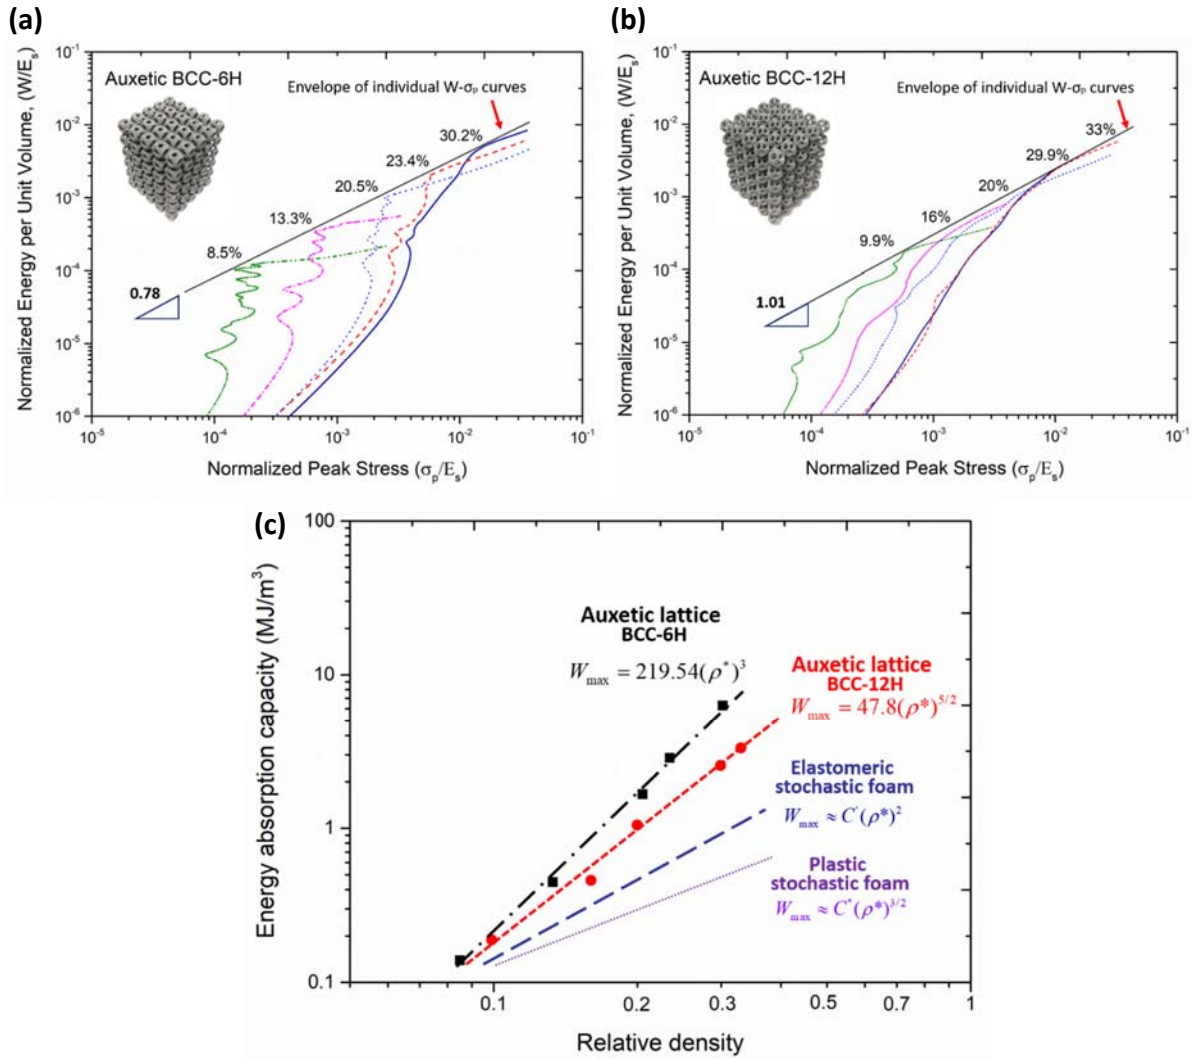 (a)
Normalized Energy per Unit Volume, (W/Eₛ)
10⁻¹
10⁻²
10⁻³
10⁻⁴
10⁻⁵
10⁻⁶
Auxetic BCC-6H
Envelope of individual W-σₚ curves
30.2%
23.4%
20.5%
13.3%
8.5%
0.78
10⁻⁵
10⁻⁴
10⁻³
10⁻²
10⁻¹
Normalized Peak Stress (σₚ/Eₛ)
(b)
Normalized Energy per Unit Volume, (W/Eₛ)
10⁻¹
10⁻²
10⁻³
10⁻⁴
10⁻⁵
10⁻⁶
Auxetic BCC-12H
Envelope of individual W-σₚ curves
33%
29.9%
20%
16%
9.9%
1.01
10⁻⁵
10⁻⁴
10⁻³
10⁻²
10⁻¹
Normalized Peak Stress (σₚ/Eₛ)
(c)
Energy absorption capacity (MJ/m³)
100
10
1
0.1
Auxetic lattice
BCC-6H
W_max = 219.54(ρ*)³
Auxetic lattice
BCC-12H
W_max = 47.8(ρ*)^5/2
Elastomeric
stochastic foam
W_max ≈ C'(ρ*)²
Plastic
stochastic foam
W_max ≈ C"(ρ*)^3/2
0.1
0.2
0.3
0.5
0.7
1
Relative density